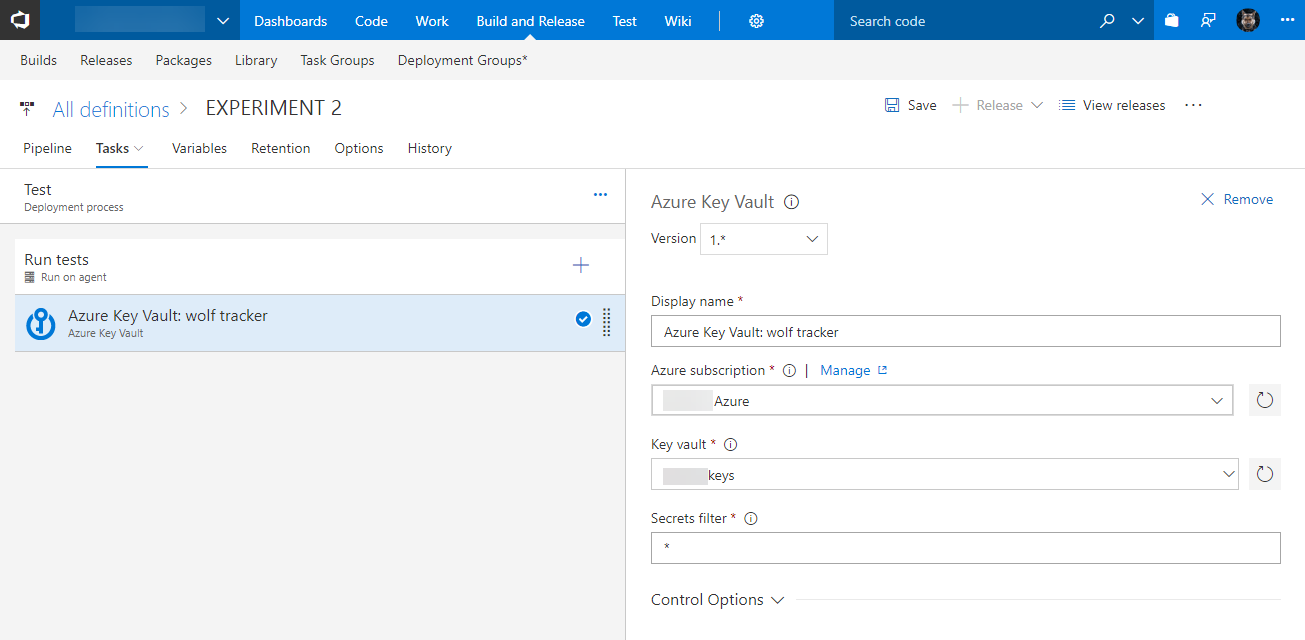 Dashboards Code Work Build and Release Test Wiki Search code
Builds Releases Packages Library Task Groups Deployment Groups*
All definitions > EXPERIMENT 2
Save Release View releases ...
Pipeline Tasks Variables Retention Options History
Test
Deployment process
Run tests
Run on agent
Azure Key Vault: wolf tracker
Azure Key Vault
Azure Key Vault
Remove
Version 1.*
Display name *
Azure Key Vault: wolf tracker
Azure subscription * | Manage
Azure
Key vault *
keys
Secrets filter *
*
Control Options